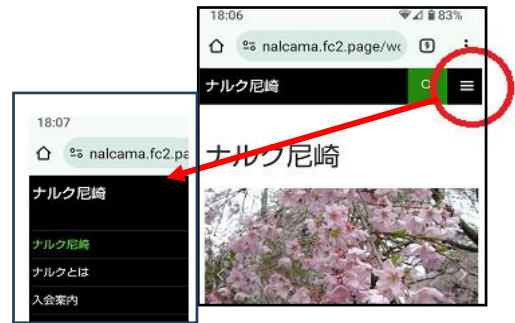 18:06 83%
nalcama.fc2.page/wo
ナルク尼崎
ナルク尼崎
18:07
nalcama.fc2.pa
ナルク尼崎
ナルク尼崎
ナルクとは
入会案内